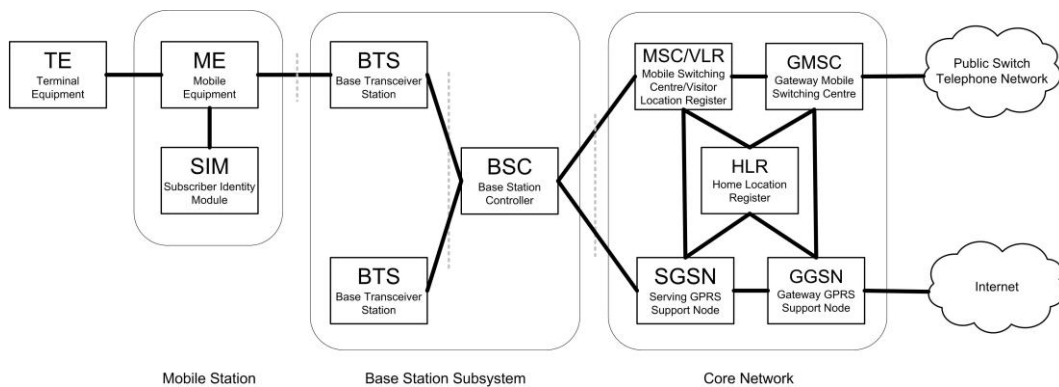 TE
Terminal
Equipment
ME
Mobile
Equipment
SIM
Subscriber Identity
Module
BTS
Base Transceiver
Station
BTS
Base Transceiver
Station
BSC
Base Station
Controller
MSC/VLR
Mobile Switching
Centre/Visitor
Location Register
GMSC
Gateway Mobile
Switching Centre
HLR
Home Location
Register
SGSN
Serving GPRS
Support Node
GGSN
Gateway GPRS
Support Node
Public Switch
Telephone Network
Internet
Mobile Station
Base Station Subsystem
Core Network